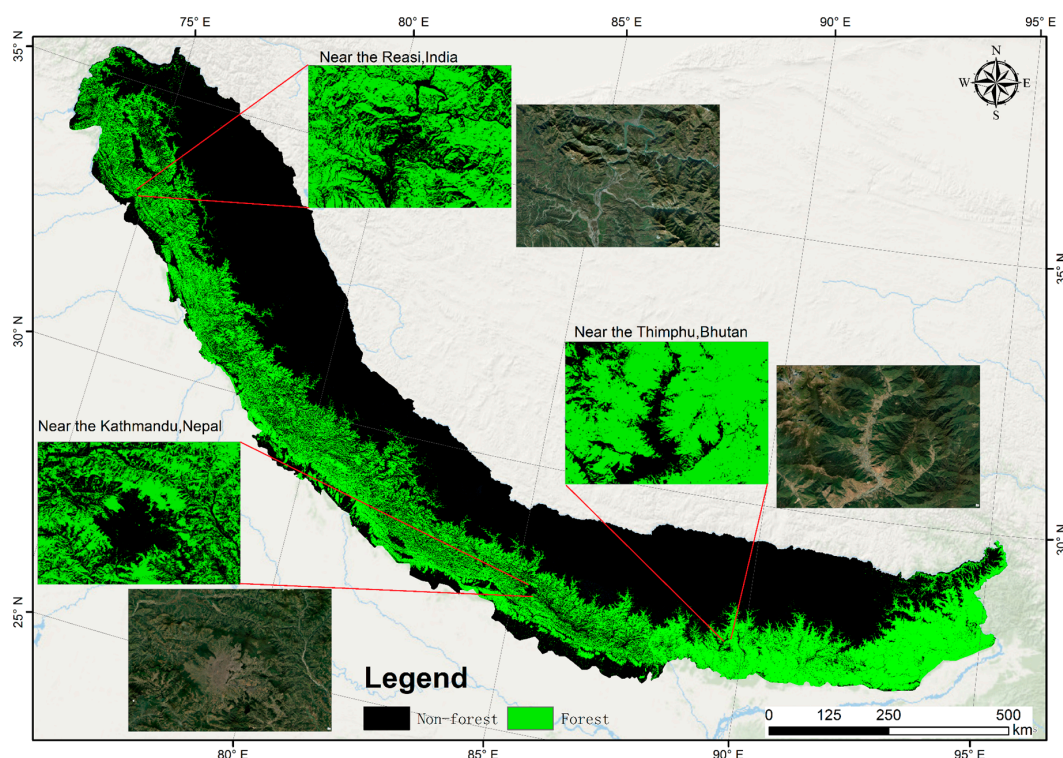 75° E 80° E 85° E 90° E 95° E
35° N
Near the Reasi,India
N
W E
S
35° N
30° N
Near the Thimphu,Bhutan
Near the Kathmandu,Nepal
30° N
25° N
Legend
Non-forest Forest
0 125 250 500
km
80° E 85° E 90° E 95° E